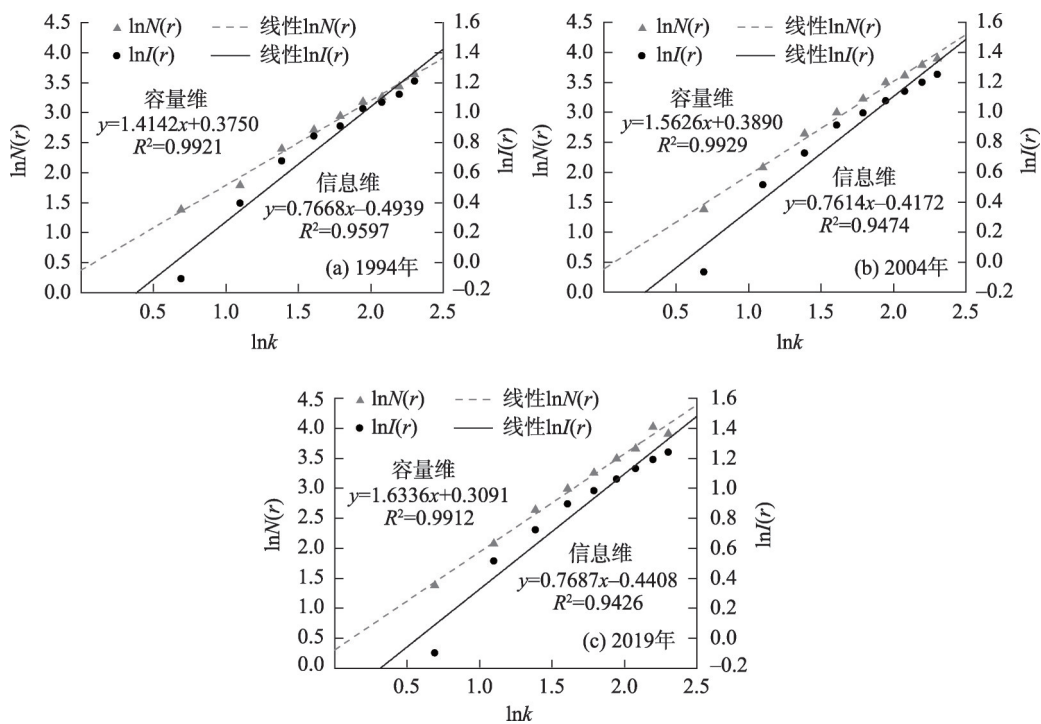 4.5
4.0
3.5
3.0
2.5
2.0
1.5
1.0
0.5
0.0
lnN(r)
▲ lnN(r) --- 线性lnN(r)
● lnI(r) — 线性lnI(r)
容量维
y=1.4142x+0.3750
R²=0.9921
信息维
y=0.7668x–0.4939
R²=0.9597
(a) 1994年
1.6
1.4
1.2
1.0
0.8
0.6
0.4
0.2
0.0
–0.2
lnI(r)
0.5 1.0 1.5 2.0 2.5
lnk
4.5
4.0
3.5
3.0
2.5
2.0
1.5
1.0
0.5
0.0
lnN(r)
▲ lnN(r) --- 线性lnN(r)
● lnI(r) — 线性lnI(r)
容量维
y=1.5626x+0.3890
R²=0.9929
信息维
y=0.7614x–0.4172
R²=0.9474
(b) 2004年
1.6
1.4
1.2
1.0
0.8
0.6
0.4
0.2
0.0
–0.2
lnI(r)
0.5 1.0 1.5 2.0 2.5
lnk
4.5
4.0
3.5
3.0
2.5
2.0
1.5
1.0
0.5
0.0
lnN(r)
▲ lnN(r) --- 线性lnN(r)
● lnI(r) — 线性lnI(r)
容量维
y=1.6336x+0.3091
R²=0.9912
信息维
y=0.7687x–0.4408
R²=0.9426
(c) 2019年
1.6
1.4
1.2
1.0
0.8
0.6
0.4
0.2
0.0
–0.2
lnI(r)
0.5 1.0 1.5 2.0 2.5
lnk